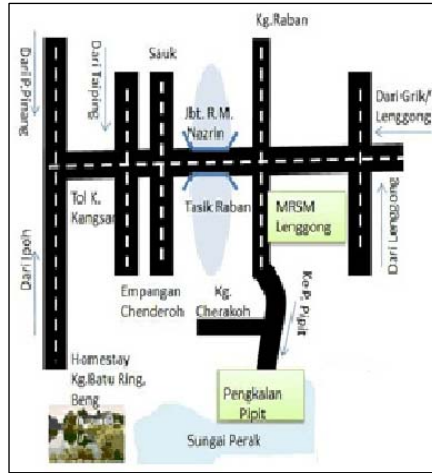 Kg.Raban
Dari P.Pinang
Dari Taiping
Sauk
Jbt. R.M.
Nazrin
Dari Grik/
Lenggong
Tol K.
Kangsar
Tasik Raban
MRSM
Lenggong
Dari Ipoh
Dari Lenggong
Empangan
Chenderoh
Kg.
Cherakoh
Ke P. Pipit
Homestay
Kg.Batu Ring,
Beng
Pengkalan
Pipit
Sungai Perak